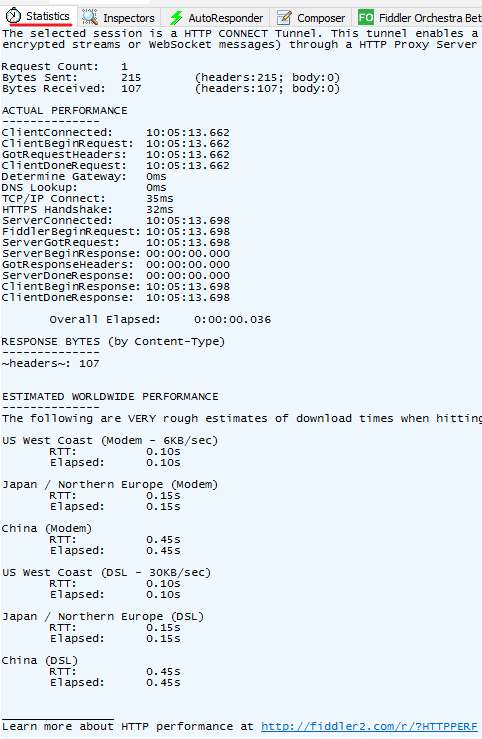 Statistics Inspectors AutoResponder Composer FO Fiddler Orchestra Bet
The selected session is a HTTP CONNECT Tunnel. This tunnel enables a
encrypted streams or WebSocket messages) through a HTTP Proxy Server
Request Count: 1
Bytes Sent: 215 (headers:215; body:0)
Bytes Received: 107 (headers:107; body:0)
ACTUAL PERFORMANCE
--------------
ClientConnected: 10:05:13.662
ClientBeginRequest: 10:05:13.662
GotRequestHeaders: 10:05:13.662
ClientDoneRequest: 10:05:13.662
Determine Gateway: 0ms
DNS Lookup: 0ms
TCP/IP Connect: 35ms
HTTPS Handshake: 32ms
ServerConnected: 10:05:13.698
FiddlerBeginRequest: 10:05:13.698
ServerGotRequest: 10:05:13.698
ServerBeginResponse: 00:00:00.000
GotResponseHeaders: 00:00:00.000
ServerDoneResponse: 00:00:00.000
ClientBeginResponse: 10:05:13.698
ClientDoneResponse: 10:05:13.698
Overall Elapsed: 0:00:00.036
RESPONSE BYTES (by Content-Type)
--------------
~headers~: 107
ESTIMATED WORLDWIDE PERFORMANCE
--------------
The following are VERY rough estimates of download times when hitting
US West Coast (Modem - 6KB/sec)
RTT: 0.10s
Elapsed: 0.10s
Japan / Northern Europe (Modem)
RTT: 0.15s
Elapsed: 0.15s
China (Modem)
RTT: 0.45s
Elapsed: 0.45s
US West Coast (DSL - 30KB/sec)
RTT: 0.10s
Elapsed: 0.10s
Japan / Northern Europe (DSL)
RTT: 0.15s
Elapsed: 0.15s
China (DSL)
RTT: 0.45s
Elapsed: 0.45s
________________
Learn more about HTTP performance at http://fiddler2.com/r/?HTTPPERF